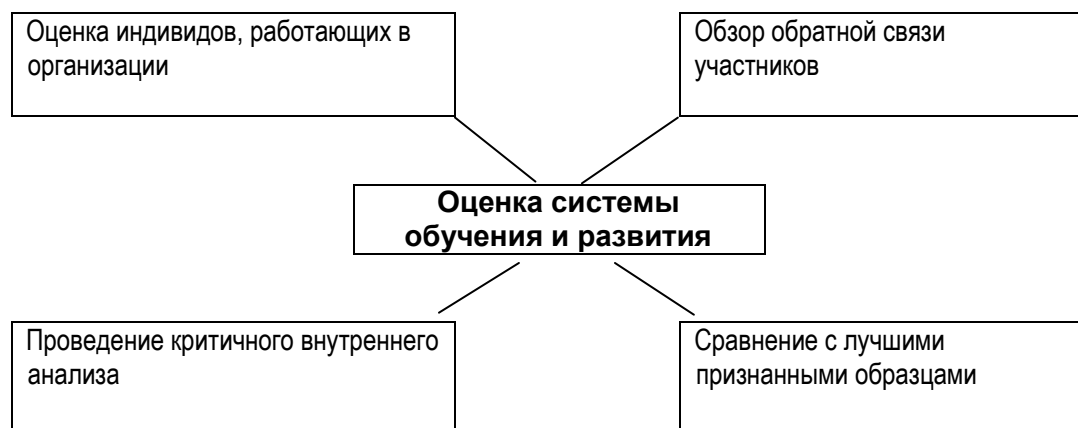 Оценка индивидов, работающих в
организации
Обзор обратной связи
участников
Оценка системы
обучения и развития
Проведение критичного внутреннего
анализа
Сравнение с лучшими
признанными образцами